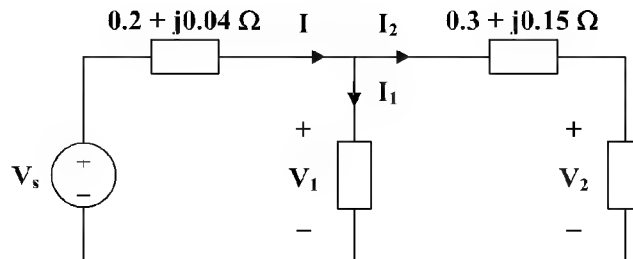 0.2 + j0.04 Ω
I
I₂
0.3 + j0.15 Ω
I₁
+
+
+
Vₛ
V₁
V₂
–
–
–